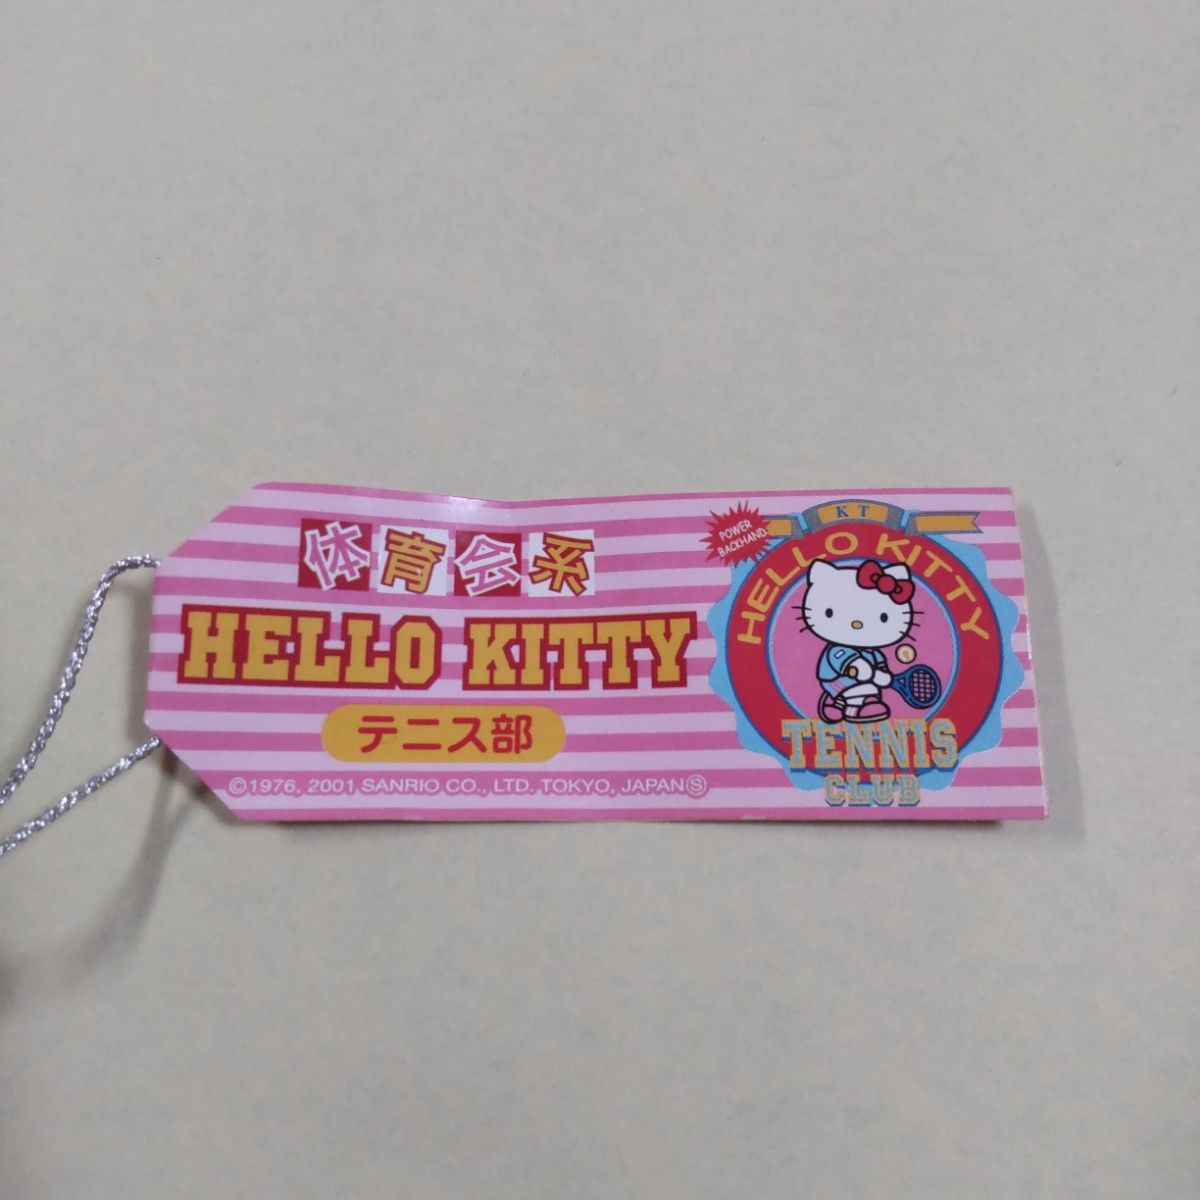 体育会系
HELLO KITTY
テニス部
©1976, 2001 SANRIO CO., LTD. TOKYO, JAPAN Ⓢ
POWER
BACKHAND
KT
HELLO KITTY
TENNIS
CLUB